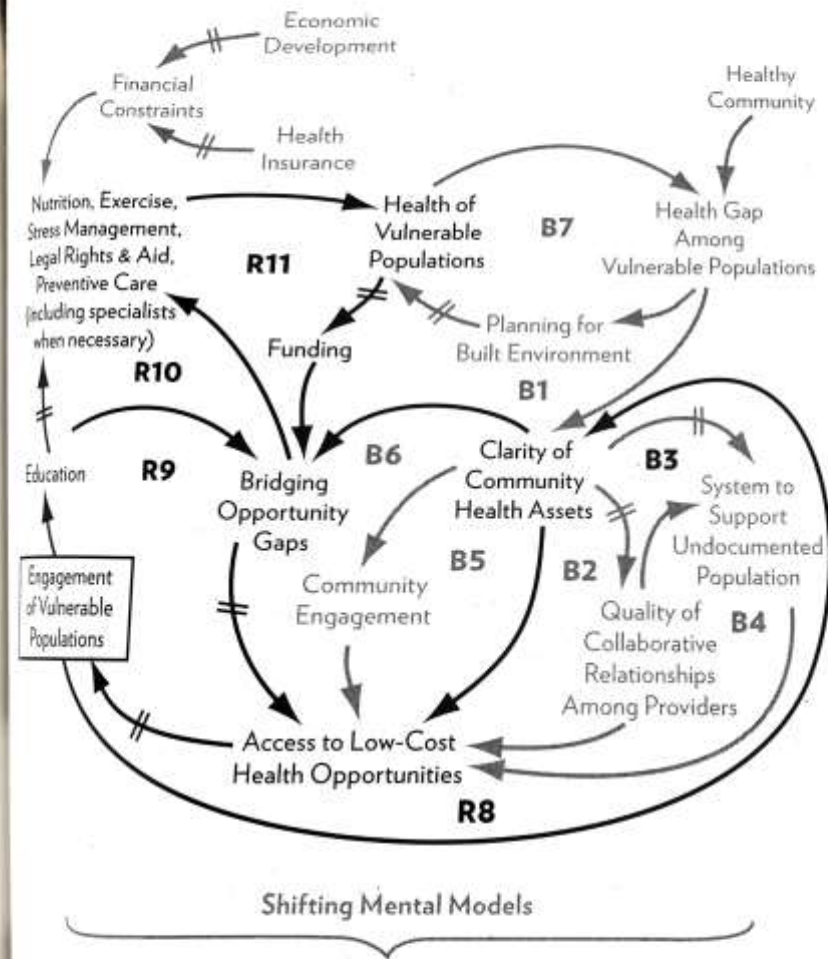 Economic
Development
Financial
Constraints
Health
Insurance
Healthy
Community
Nutrition, Exercise,
Stress Management,
Legal Rights & Aid,
Preventive Care
(including specialists
when necessary)
R11
Health of
Vulnerable
Populations
B7
Health Gap
Among
Vulnerable Populations
Planning for
Built Environment
Funding
R10
B1
Education
R9
Bridging
Opportunity
Gaps
B6
Clarity of
Community
Health Assets
B3
System to
Support
Undocumented
Population
Engagement
of Vulnerable
Populations
Community
Engagement
B5
B2
Quality of
Collaborative
Relationships
Among Providers
B4
Access to Low-Cost
Health Opportunities
R8
Shifting Mental Models